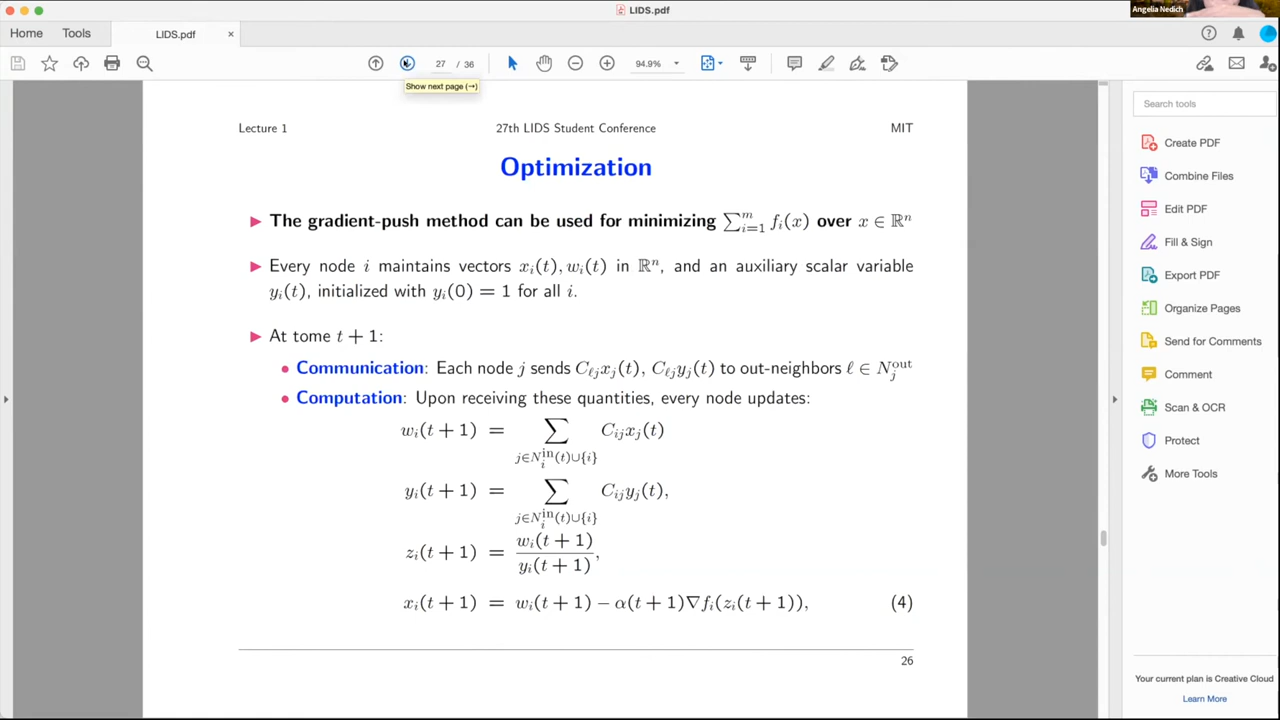 LIDS.pdf
Angelia Nedich
Home Tools LIDS.pdf ×
27 / 36 94.9%
Show next page (→)
Search tools
Create PDF
Combine Files
Edit PDF
Fill & Sign
Export PDF
Organize Pages
Send for Comments
Comment
Scan & OCR
Protect
More Tools
Your current plan is Creative Cloud
Learn More
Lecture 1 27th LIDS Student Conference MIT
Optimization
▶ The gradient-push method can be used for minimizing ∑_{i=1}^{m} f_i(x) over x ∈ ℝ^n
▶ Every node i maintains vectors x_i(t), w_i(t) in ℝ^n, and an auxiliary scalar variable
y_i(t), initialized with y_i(0) = 1 for all i.
▶ At tome t + 1:
• Communication: Each node j sends C_{ℓj}x_j(t), C_{ℓj}y_j(t) to out-neighbors ℓ ∈ N_j^{out}
• Computation: Upon receiving these quantities, every node updates:
w_i(t + 1) = ∑_{j∈N_i^{in}(t)∪{i}} C_{ij}x_j(t)
y_i(t + 1) = ∑_{j∈N_i^{in}(t)∪{i}} C_{ij}y_j(t),
z_i(t + 1) = w_i(t + 1) / y_i(t + 1),
x_i(t + 1) = w_i(t + 1) − α(t + 1)∇f_i(z_i(t + 1)), (4)
26